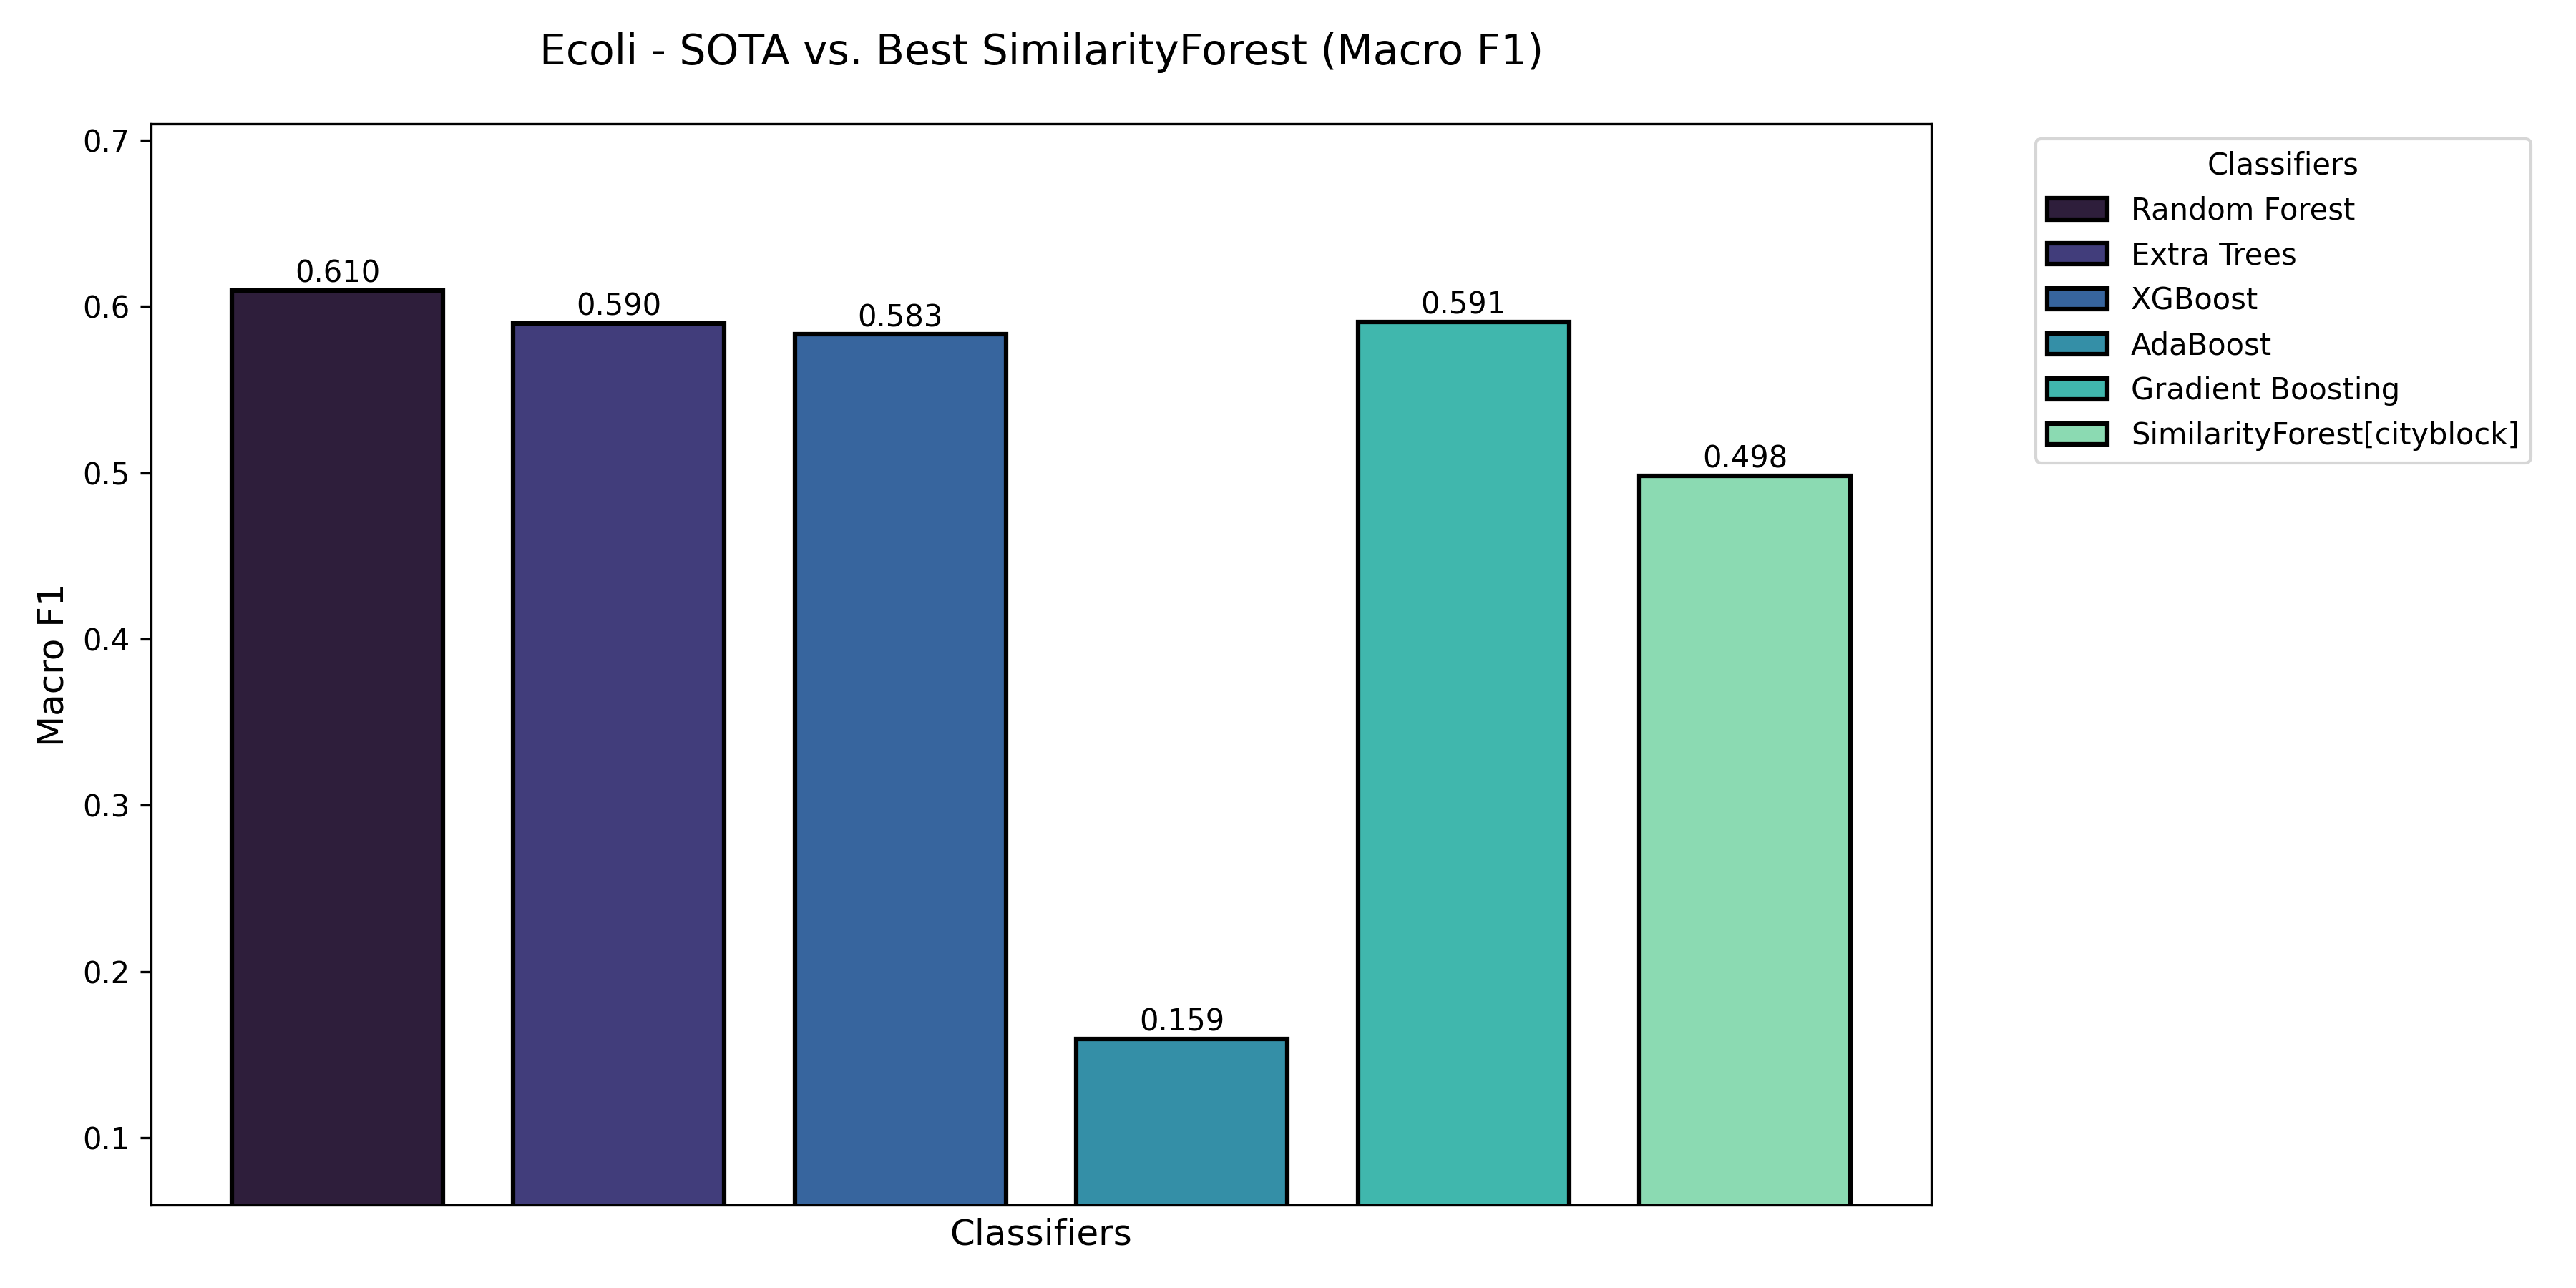 Ecoli - SOTA vs. Best SimilarityForest (Macro F1)
Macro F1
0.7
0.6
0.5
0.4
0.3
0.2
0.1
0.610
0.590
0.583
0.159
0.591
0.498
Classifiers
Classifiers
Random Forest
Extra Trees
XGBoost
AdaBoost
Gradient Boosting
SimilarityForest[cityblock]